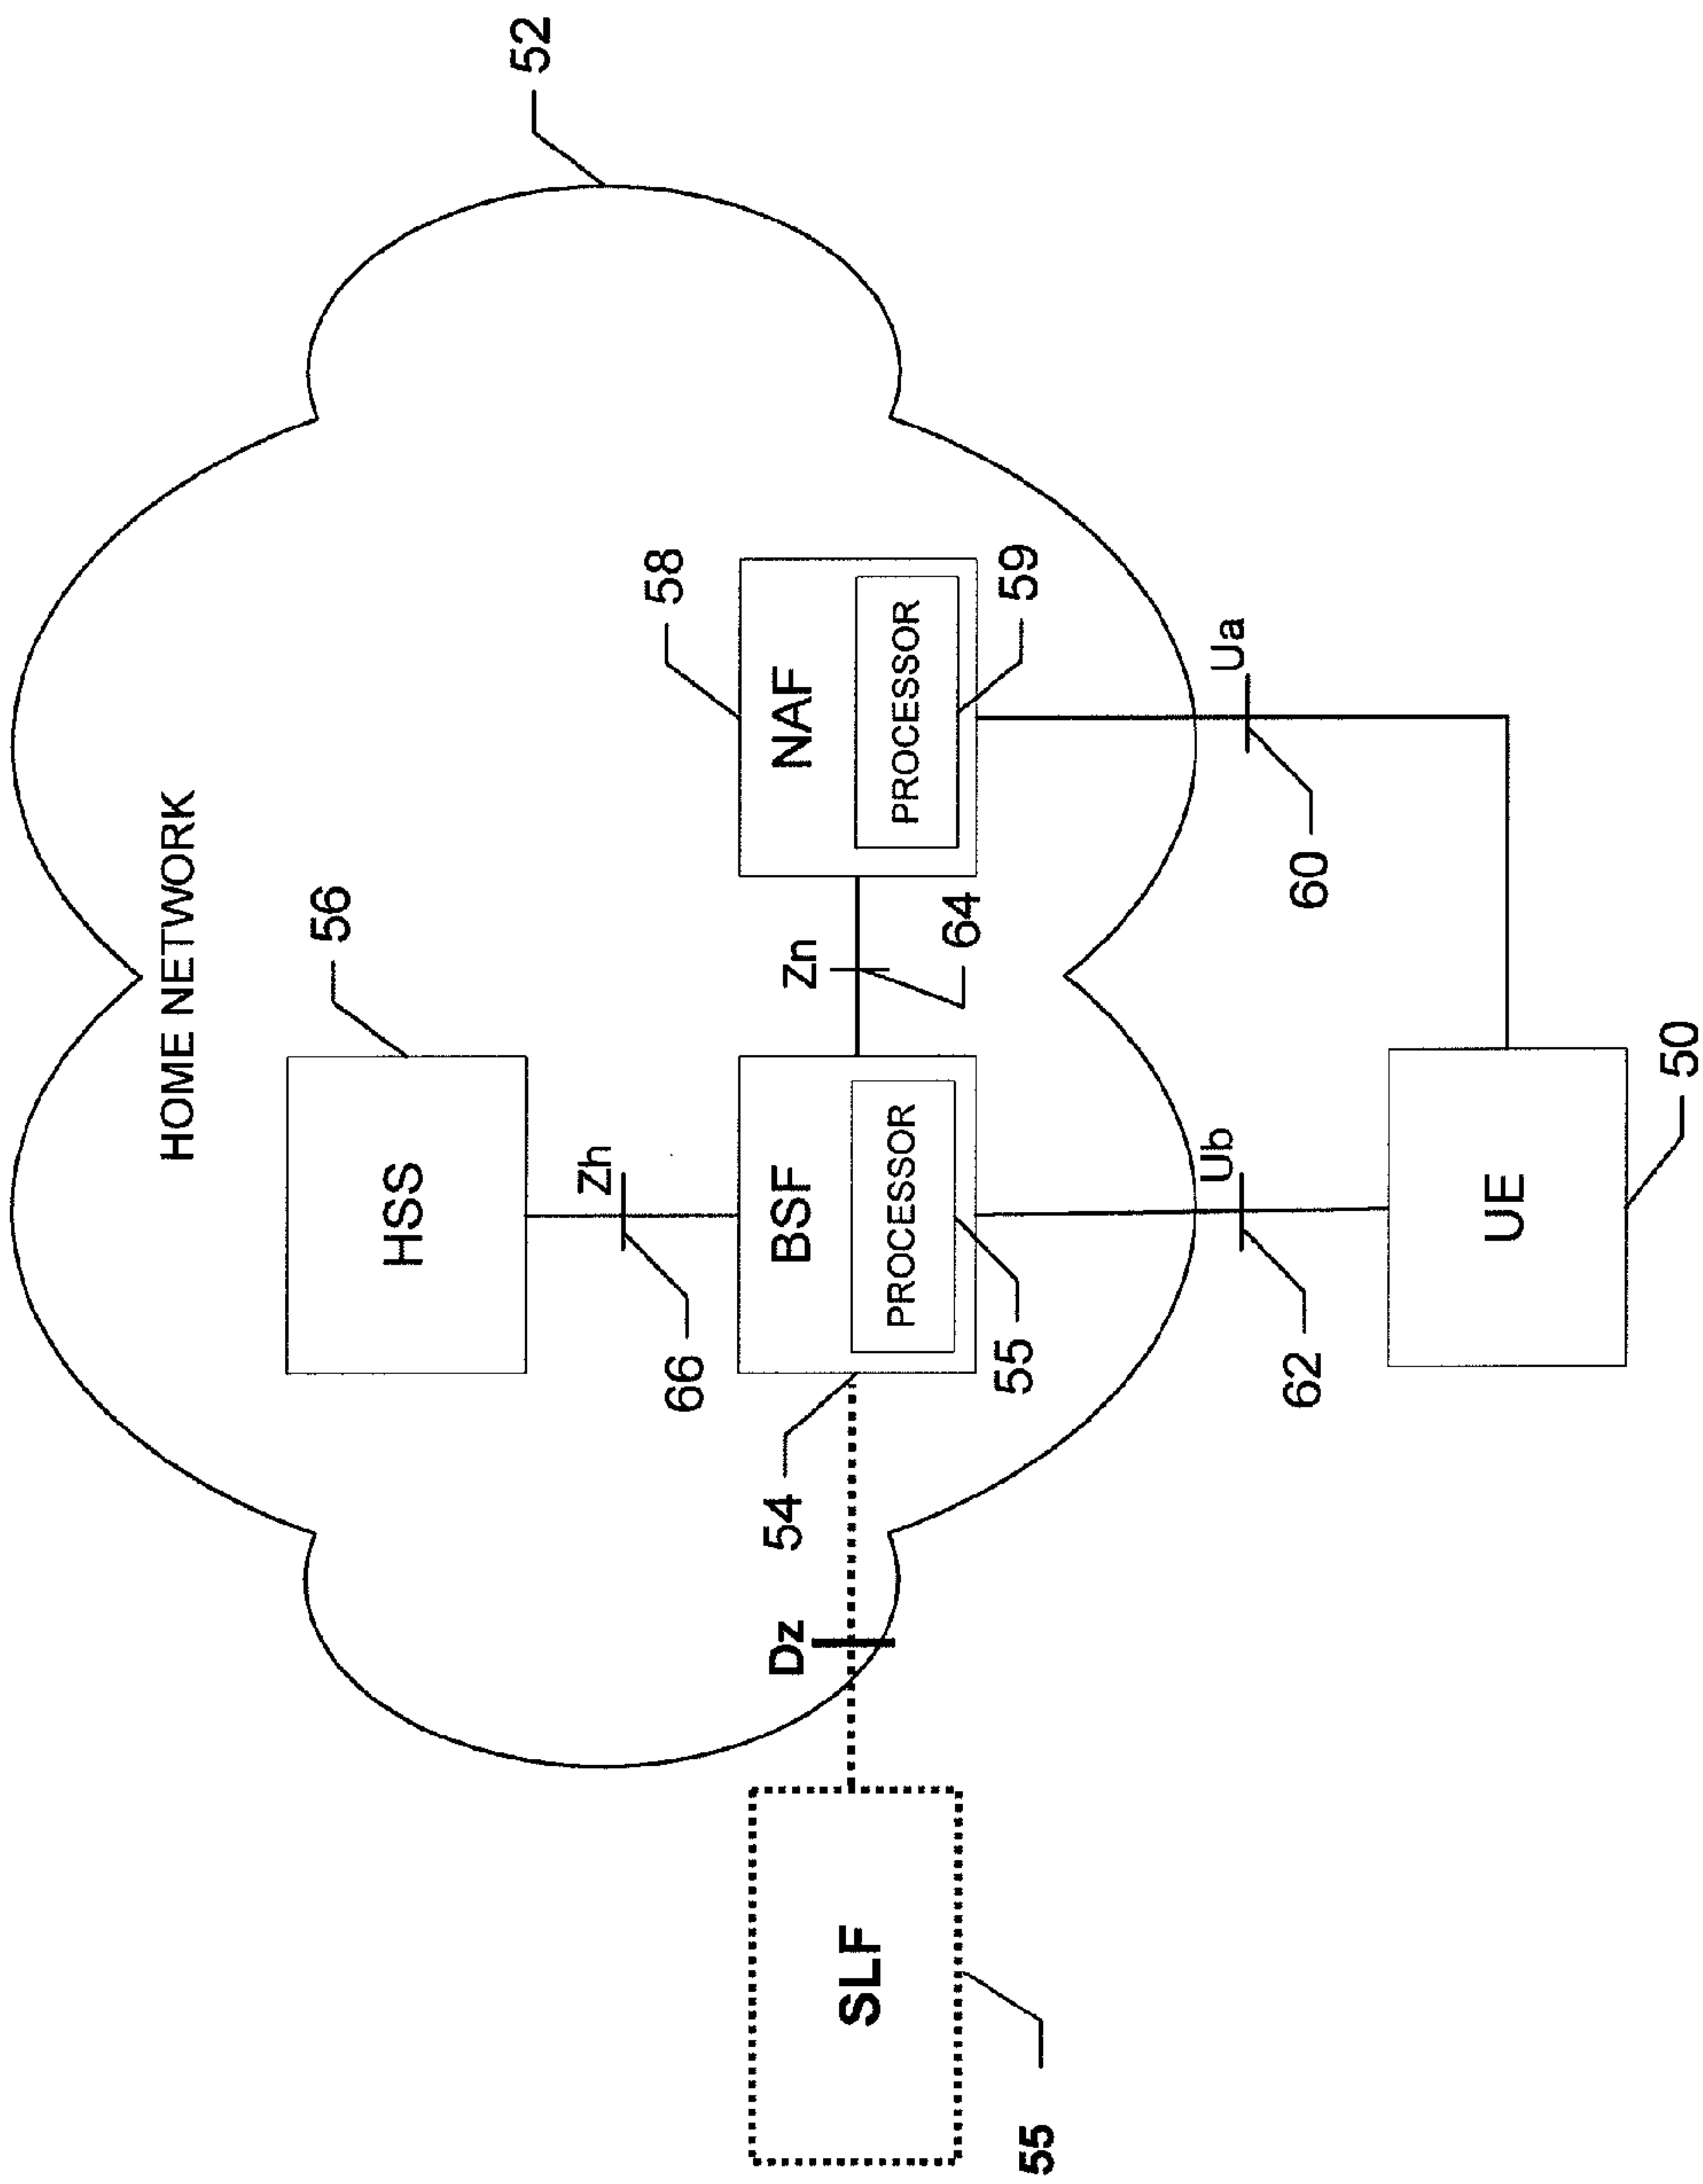 52
HOME NETWORK
56
HSS
Zh
66
58
NAF
PROCESSOR
59
Zn
64
BSF
PROCESSOR
54
55
Dz
SLF
55
Ua
60
Ub
62
UE
50